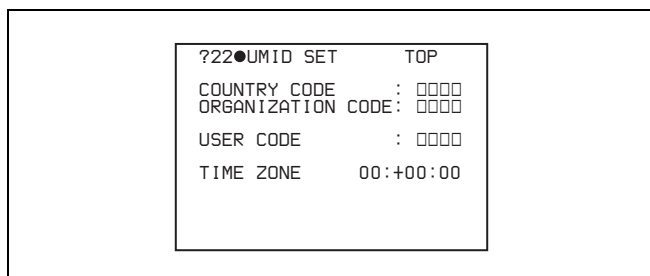 ?22●UMID SET TOP
COUNTRY CODE : □□□□
ORGANIZATION CODE: □□□□
USER CODE : □□□□
TIME ZONE 00:+00:00